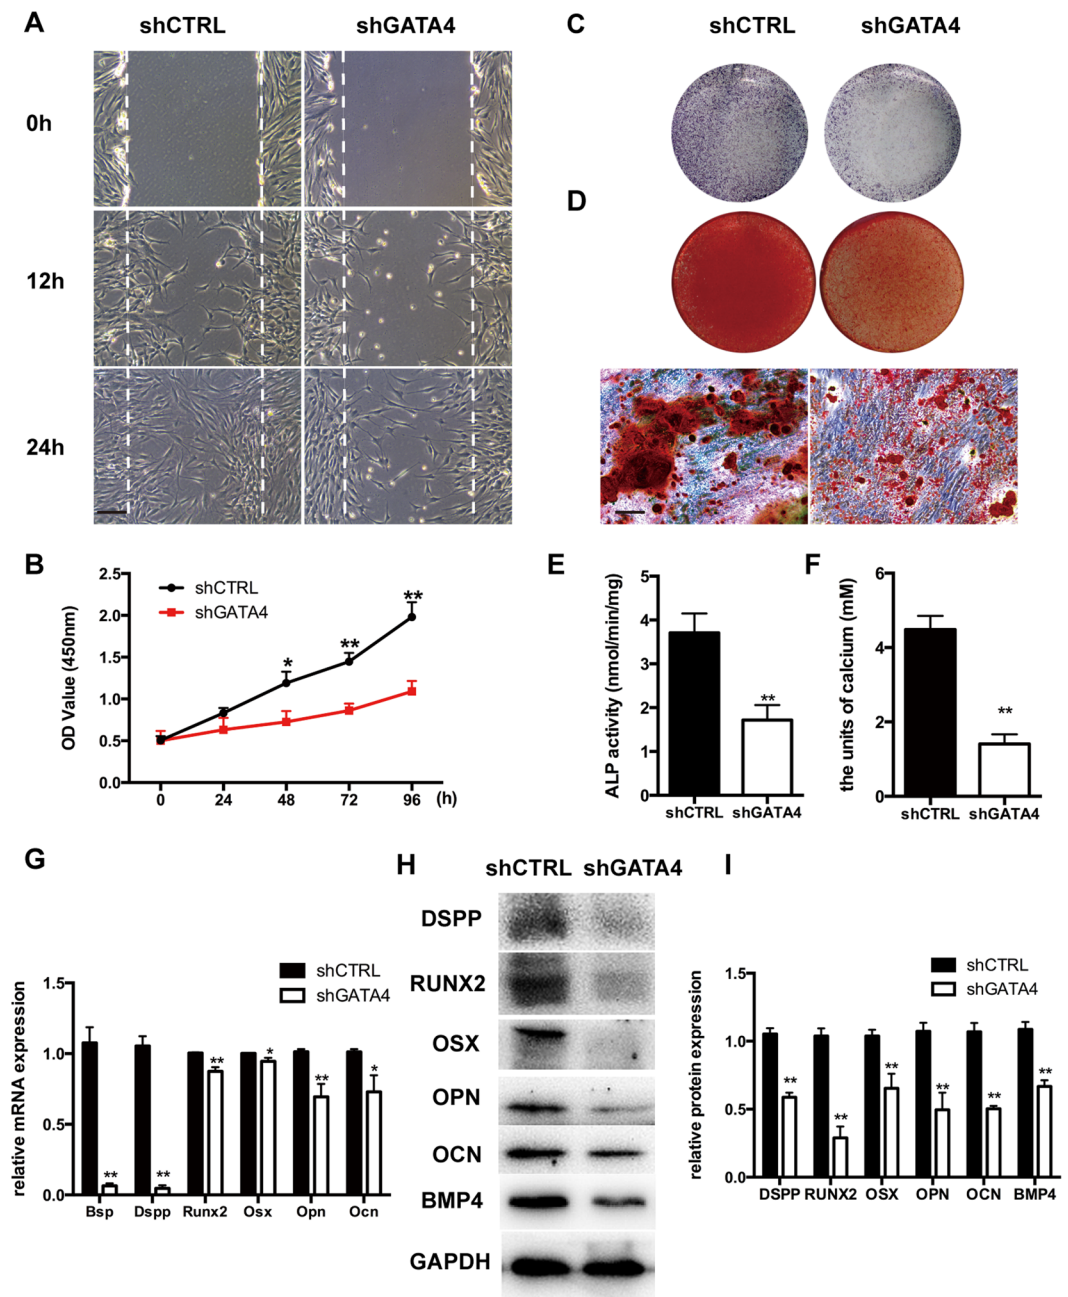 A
shCTRL shGATA4
0h
12h
24h
C
shCTRL shGATA4
D
B
OD Value (450nm)
2.5
2.0
1.5
1.0
0.5
0.0
shCTRL
shGATA4
*
**
**
0 24 48 72 96 (h)
E
ALP activity (nmol/min/mg)
5
4
3
2
1
0
**
shCTRL shGATA4
F
the units of calcium (mM)
6
4
2
0
**
shCTRL shGATA4
G
shCTRL
shGATA4
relative mRNA expression
1.5
1.0
0.5
0.0
** ** ** * ** *
Bsp Dspp Runx2 Osx Opn Ocn
H
shCTRL shGATA4
DSPP
RUNX2
OSX
OPN
OCN
BMP4
GAPDH
I
shCTRL
shGATA4
relative protein expression
1.5
1.0
0.5
0.0
** ** ** ** ** **
DSPP RUNX2 OSX OPN OCN BMP4